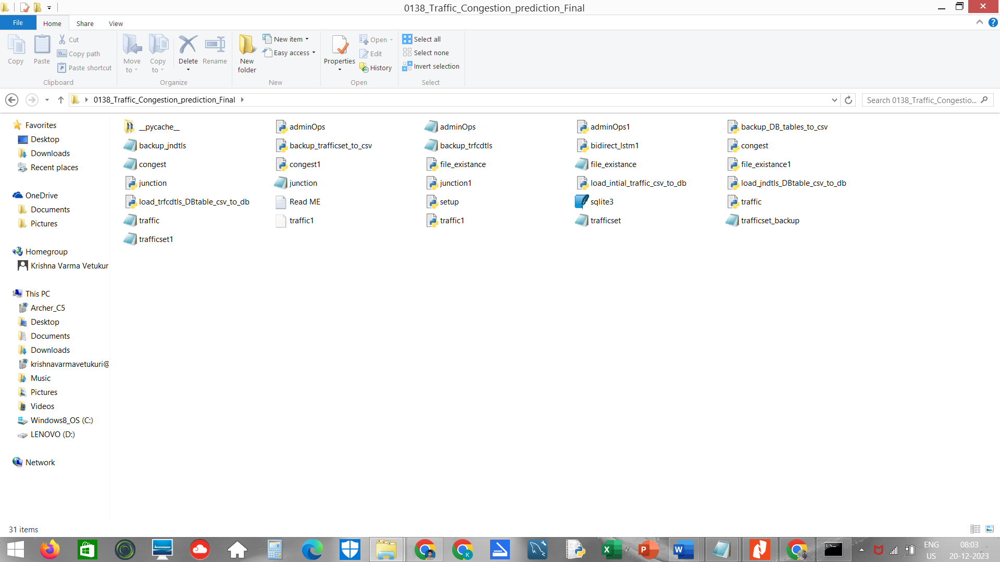 0138_Traffic_Congestion_prediction_Final
File Home Share View
Copy
Paste
Cut
Copy path
Paste shortcut
Clipboard
Move to
Copy to
Delete
Rename
Organize
New folder
New item
Easy access
New
Properties
Open
Edit
History
Open
Select all
Select none
Invert selection
Select
0138_Traffic_Congestion_prediction_Final
Search 0138_Traffic_Congestio...
Favorites
Desktop
Downloads
Recent places
OneDrive
Documents
Pictures
Homegroup
Krishna Varma Vetukur
This PC
Archer_C5
Desktop
Documents
Downloads
krishnavarmavetukuri@
Music
Pictures
Videos
Windows8_OS (C:)
LENOVO (D:)
Network
__pycache__ adminOps adminOps adminOps1 backup_DB_tables_to_csv
backup_jndtls backup_trafficset_to_csv backup_trfcdtls bidirect_lstm1 congest
congest congest1 file_existance file_existance file_existance1
junction junction junction1 load_intial_traffic_csv_to_db load_jndtls_DBtable_csv_to_db
load_trfcdtls_DBtable_csv_to_db Read ME setup sqlite3 traffic
traffic traffic1 traffic1 trafficset trafficset_backup
trafficset1
31 items
ENG 08:03
US 20-12-2023